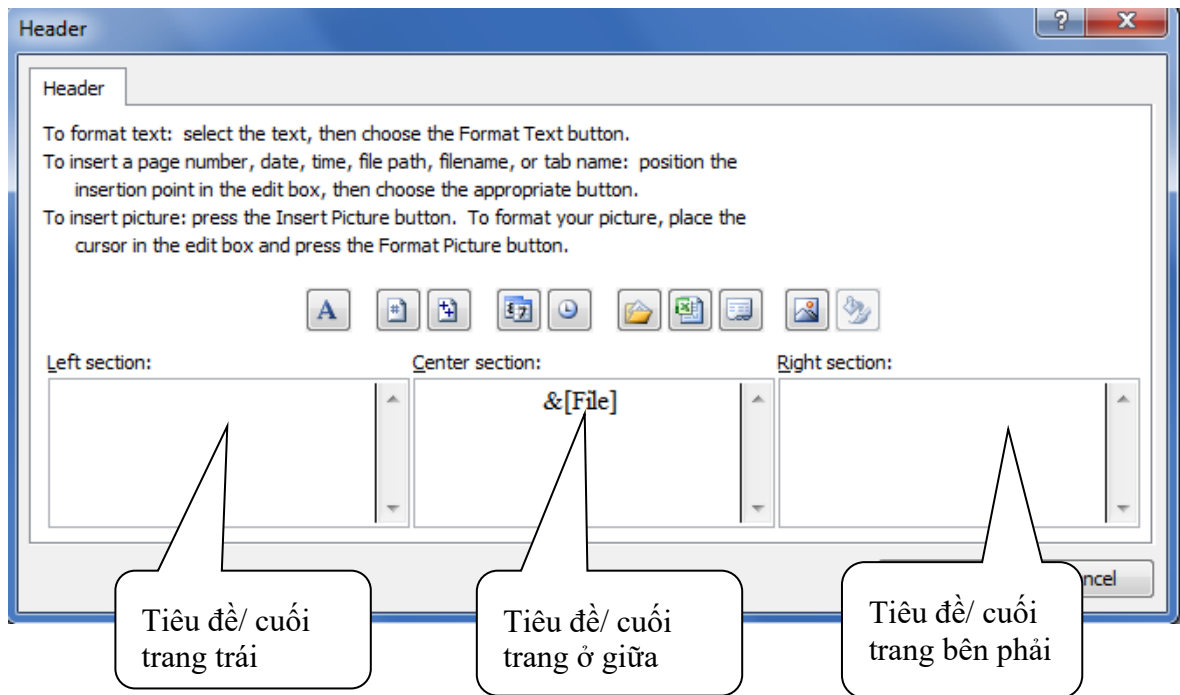 Header
Header
To format text: select the text, then choose the Format Text button.
To insert a page number, date, time, file path, filename, or tab name: position the
insertion point in the edit box, then choose the appropriate button.
To insert picture: press the Insert Picture button. To format your picture, place the
cursor in the edit box and press the Format Picture button.
Left section:
Center section:
Right section:
&[File]
Tiêu đề/ cuối
trang trái
Tiêu đề/ cuối
trang ở giữa
Tiêu đề/ cuối
trang bên phải
ncel